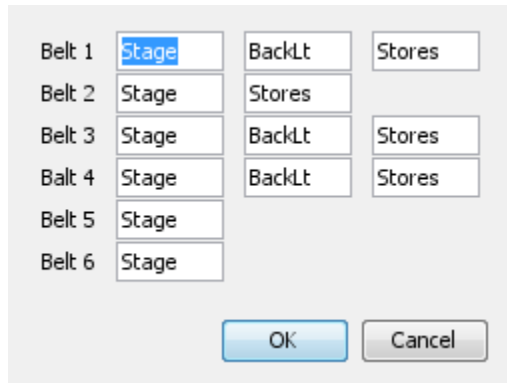 Belt 1 Stage BackLt Stores
Belt 2 Stage Stores
Belt 3 Stage BackLt Stores
Balt 4 Stage BackLt Stores
Belt 5 Stage
Belt 6 Stage
OK Cancel